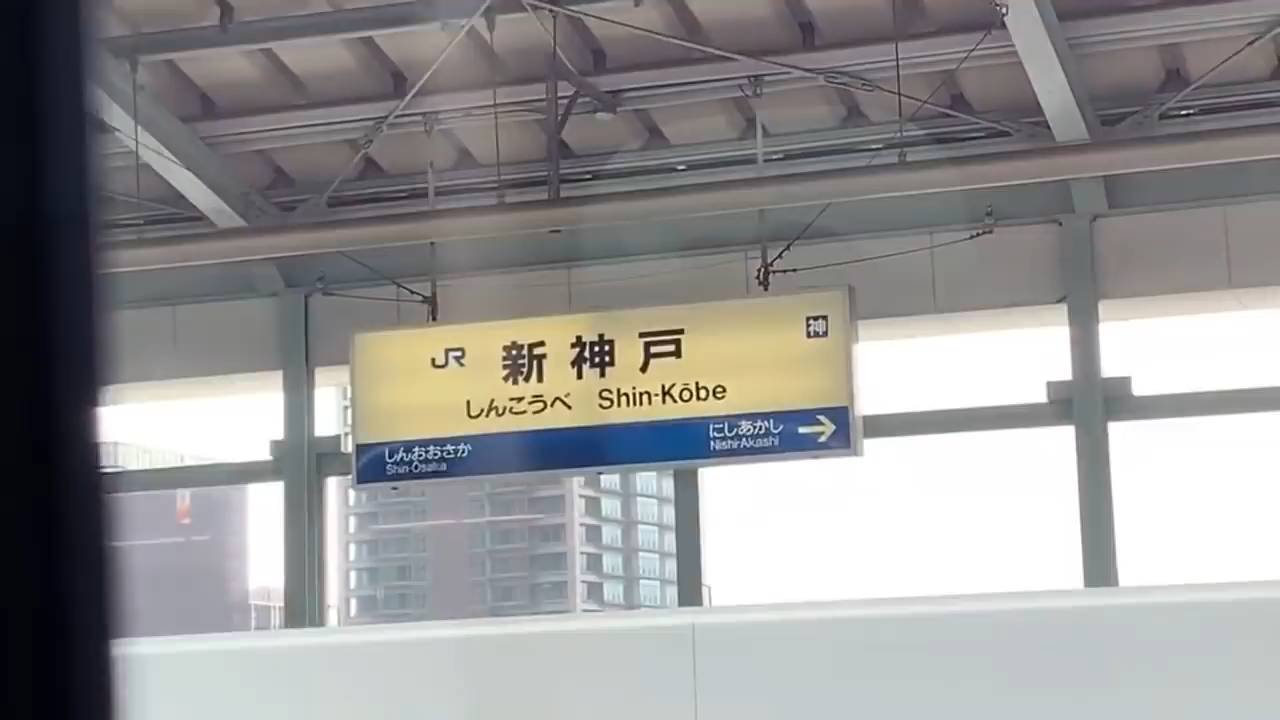 JR 新神戸 神
しんこうべ Shin-Kōbe
しんおおさか
Shin-Ōsaka
にしあかし →
Nishi-Akashi